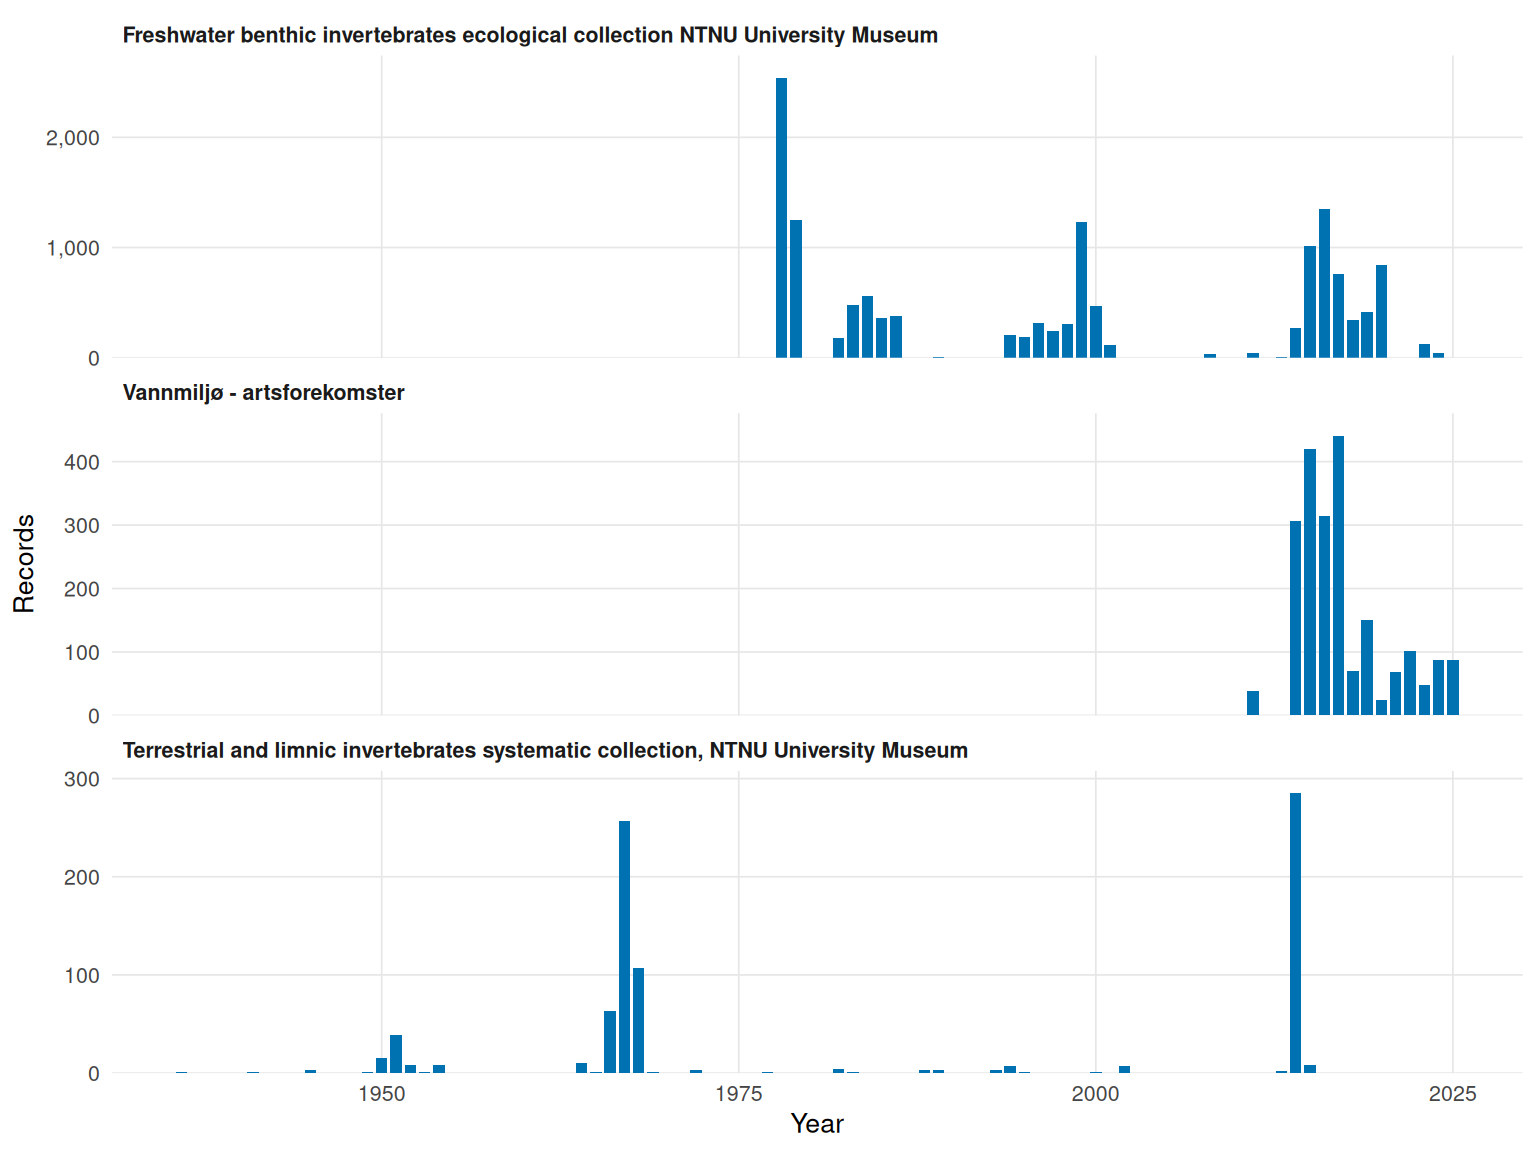 Freshwater benthic invertebrates ecological collection NTNU University Museum
2,000
1,000
0
Vannmiljø - artsforekomster
400
300
200
100
0
Records
Terrestrial and limnic invertebrates systematic collection, NTNU University Museum
300
200
100
0
1950 1975 2000 2025
Year